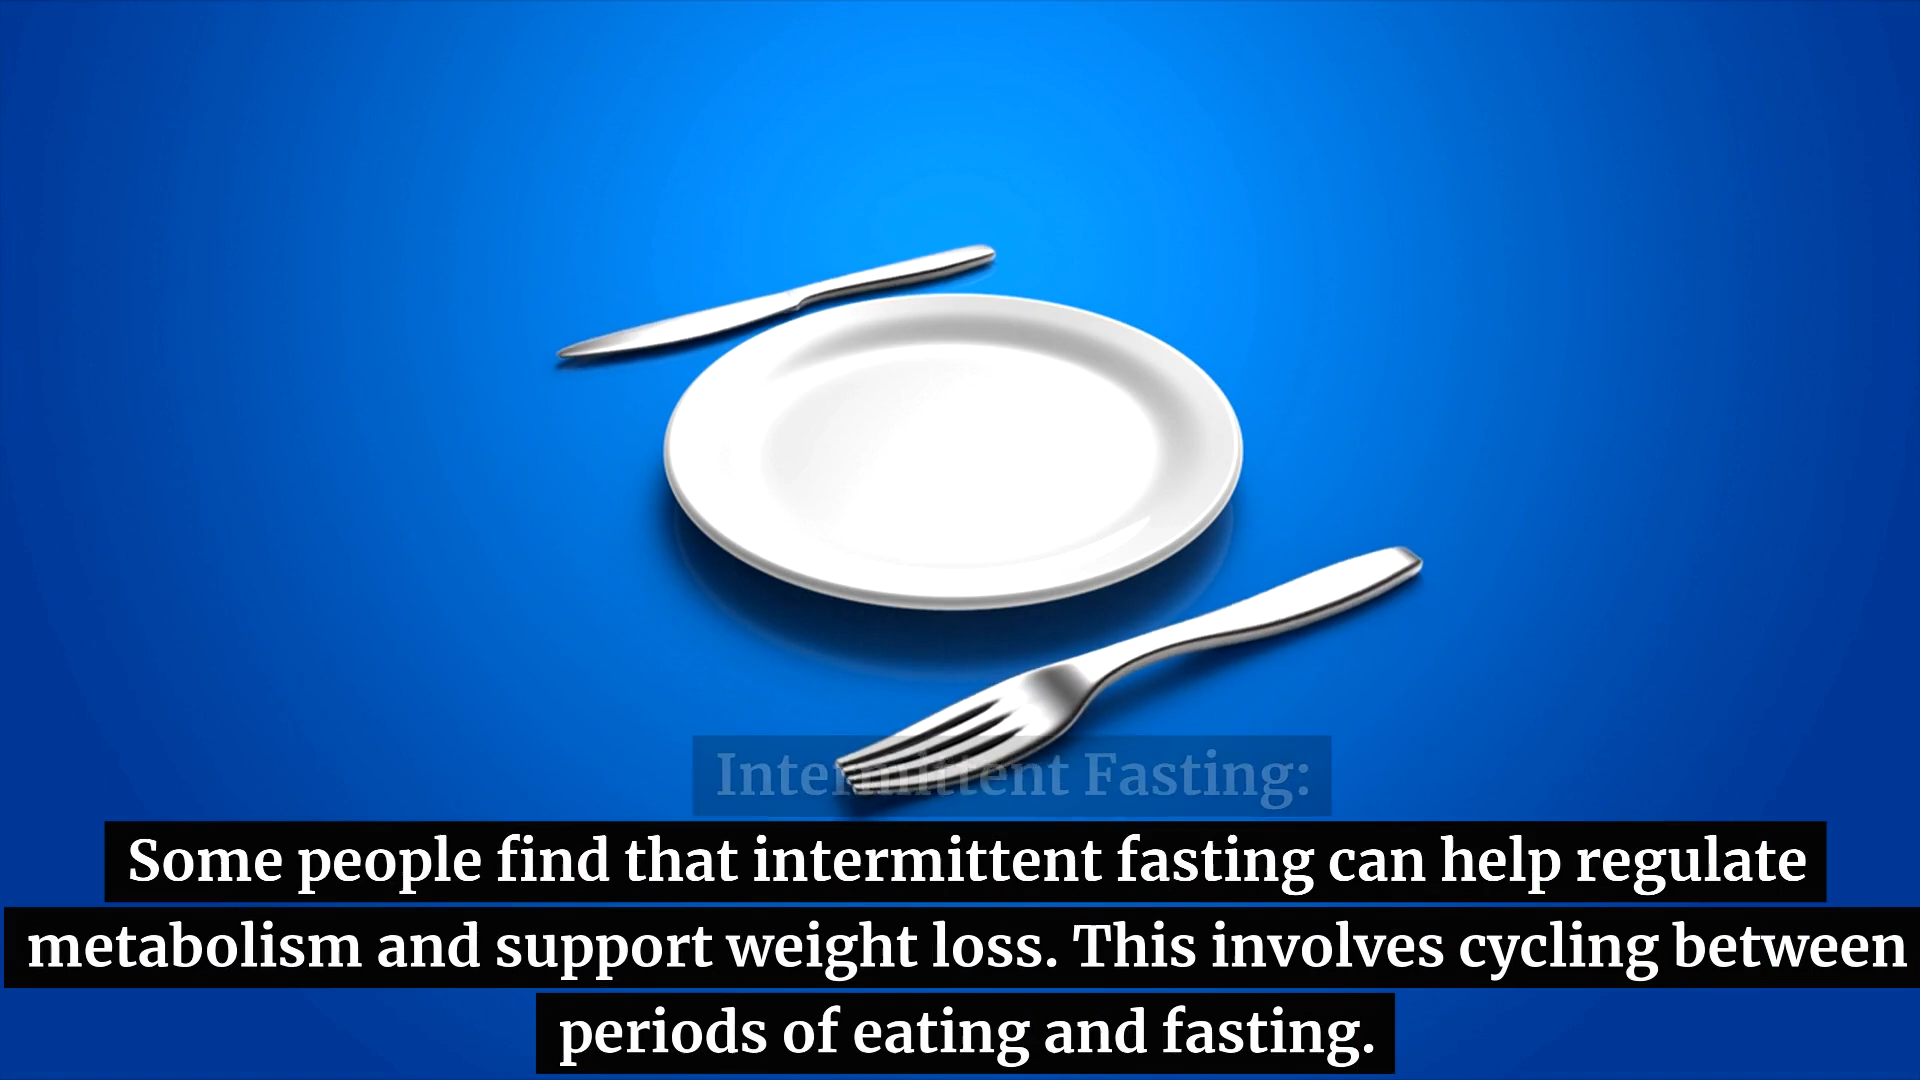 Intermittent Fasting:
Some people find that intermittent fasting can help regulate
metabolism and support weight loss. This involves cycling between
periods of eating and fasting.